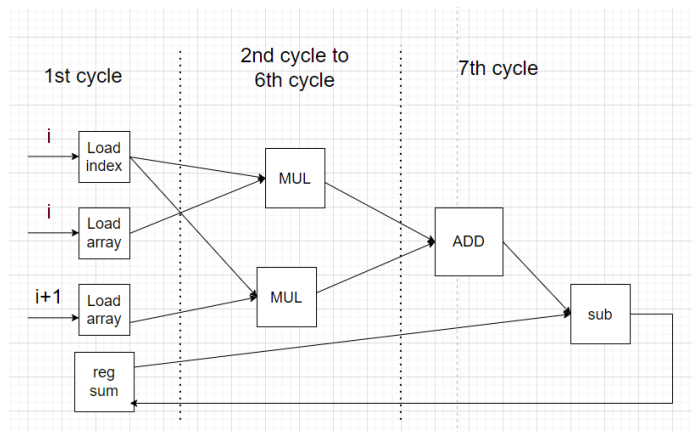 1st cycle
2nd cycle to
6th cycle
7th cycle
i
Load
index
MUL
i
Load
array
ADD
i+1
Load
array
MUL
sub
reg
sum